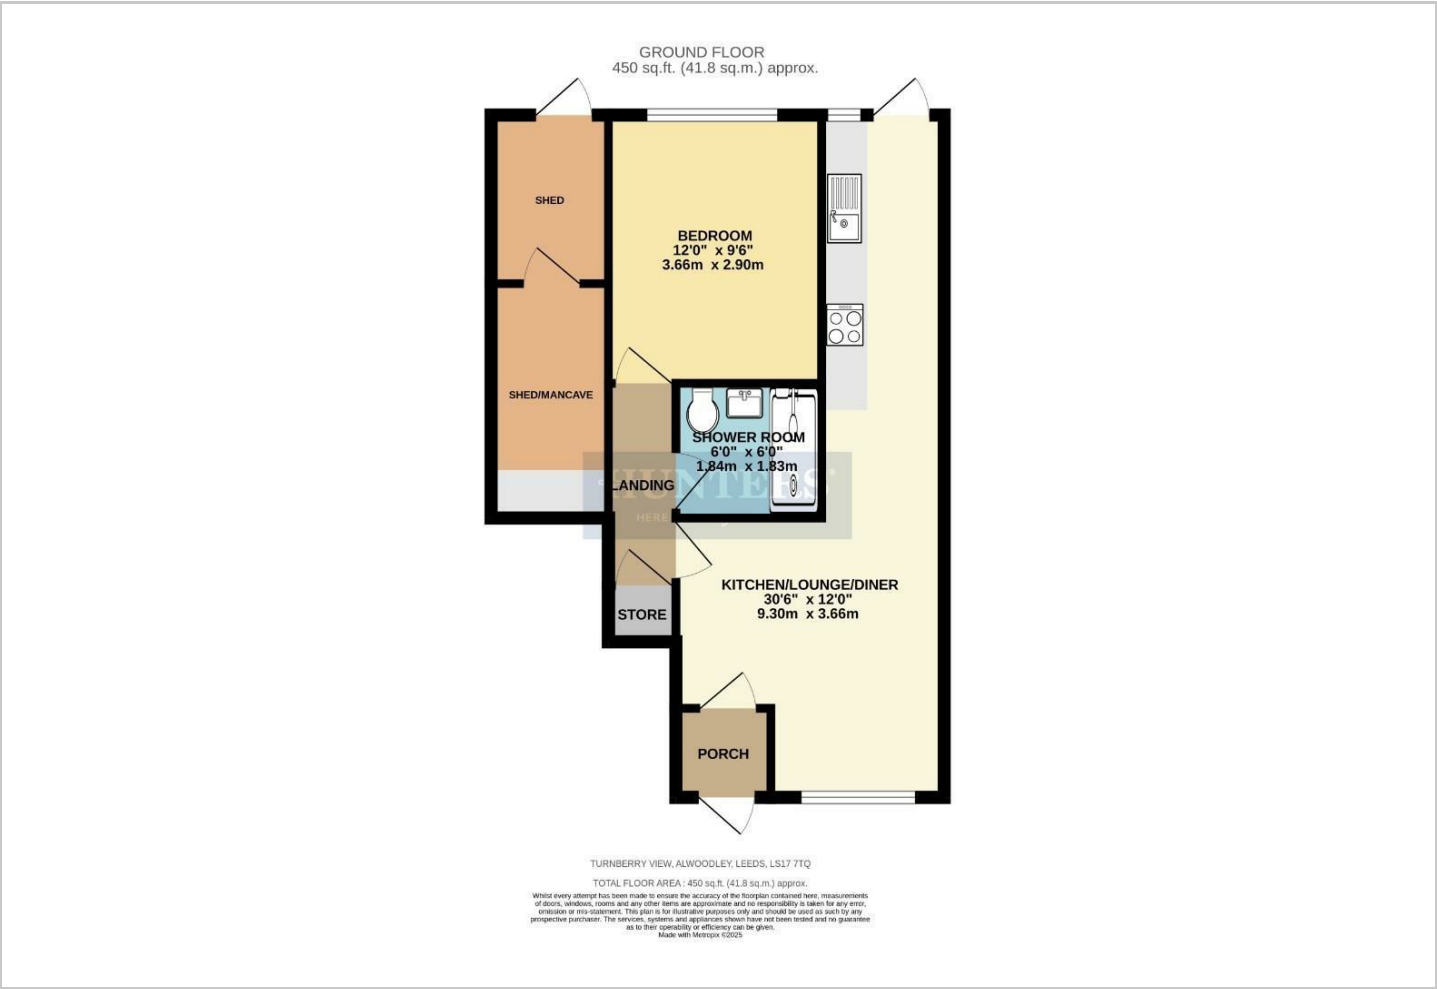 GROUND FLOOR
450 sq.ft. (41.8 sq.m.) approx.
SHED
BEDROOM
12'0" x 9'6"
3.66m x 2.90m
SHED/MANCAVE
SHOWER ROOM
6'0" x 6'0"
1.84m x 1.83m
HUNTERS
LANDING
HERE
KITCHEN/LOUNGE/DINER
30'6" x 12'0"
9.30m x 3.66m
STORE
PORCH
TURNBERRY VIEW, ALWOODLEY, LEEDS, LS17 7TQ
TOTAL FLOOR AREA : 450 sq.ft. (41.8 sq.m.) approx.
Whilst every attempt has been made to ensure the accuracy of the floorplan contained here, measurements
of doors, windows, rooms and any other items are approximate and no responsibility is taken for any error,
omission or mis-statement. This plan is for illustrative purposes only and should be used as such by any
prospective purchaser. The services, systems and appliances shown have not been tested and no guarantee
as to their operability or efficiency can be given.
Made with Metropix ©2025